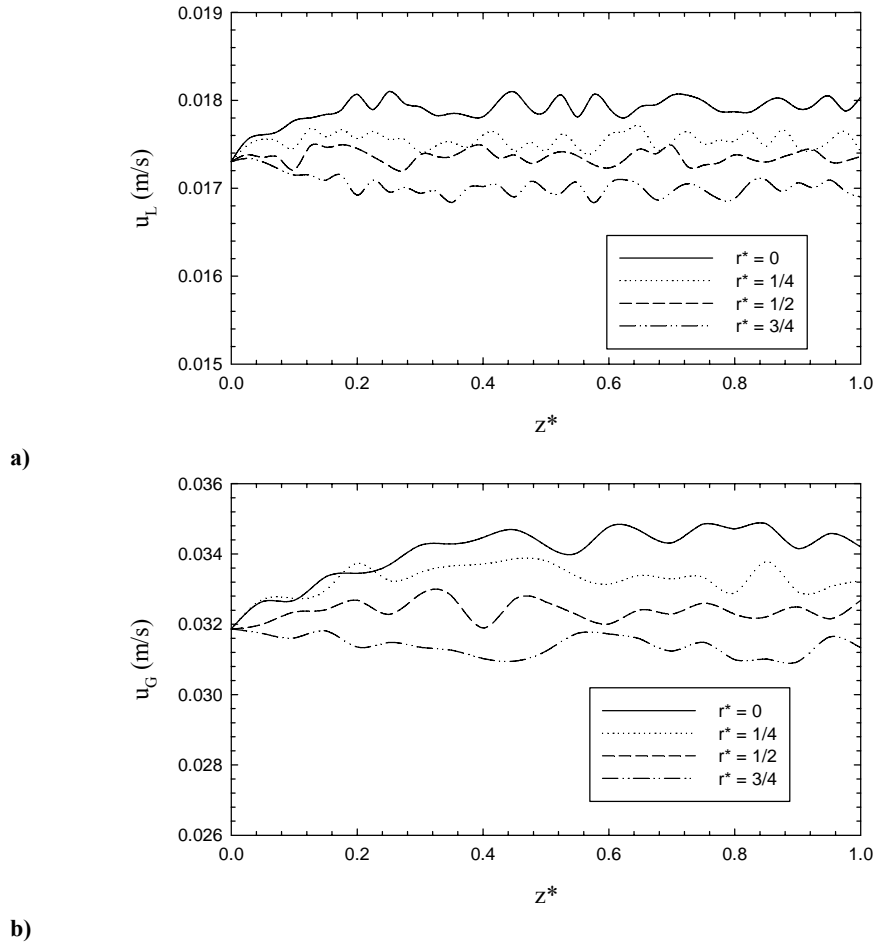 0.019
0.018
0.017
0.016
0.015
u_L (m/s)
r* = 0
r* = 1/4
r* = 1/2
r* = 3/4
0.0 0.2 0.4 0.6 0.8 1.0
z*
a)
0.036
0.034
0.032
0.030
0.028
0.026
u_G (m/s)
r* = 0
r* = 1/4
r* = 1/2
r* = 3/4
0.0 0.2 0.4 0.6 0.8 1.0
z*
b)